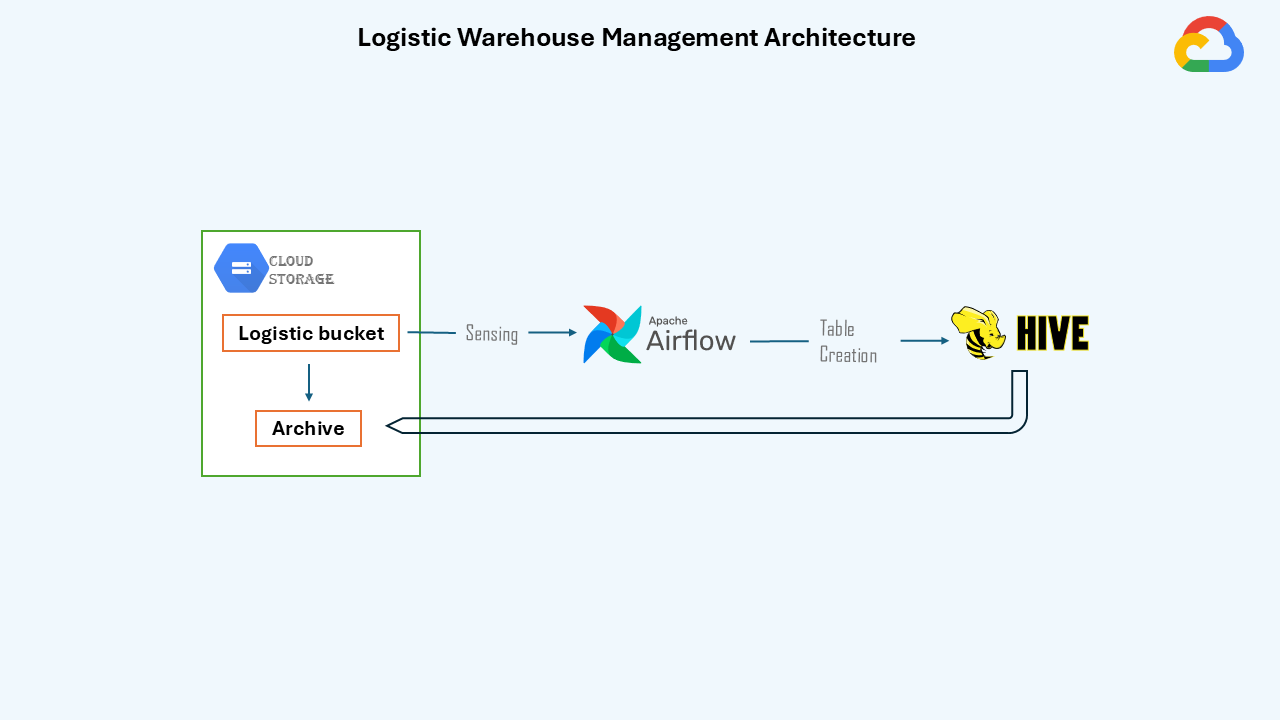 Logistic Warehouse Management Architecture
CLOUD
STORAGE
Logistic bucket
Sensing
Apache
Airflow
Table
Creation
HIVE
Archive